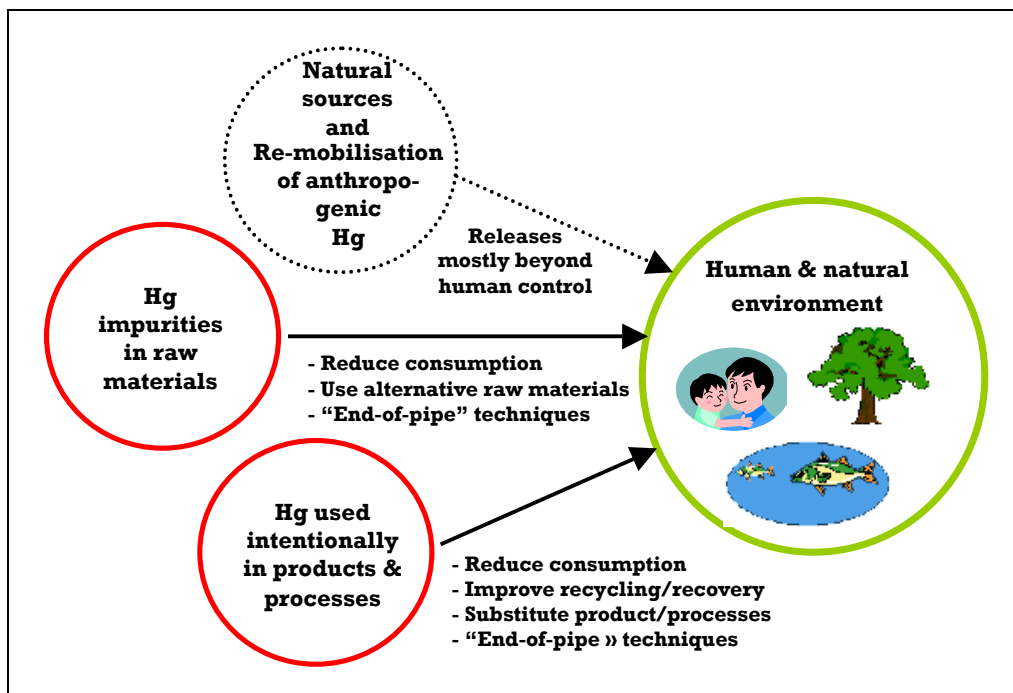 Natural
sources
and
Re-mobilisation
of anthropo-
genic
Hg
Releases
mostly beyond
human control
Human & natural
environment
Hg
impurities
in raw
materials
- Reduce consumption
- Use alternative raw materials
- “End-of-pipe” techniques
Hg used
intentionally
in products &
processes
- Reduce consumption
- Improve recycling/recovery
- Substitute product/processes
- “End-of-pipe » techniques